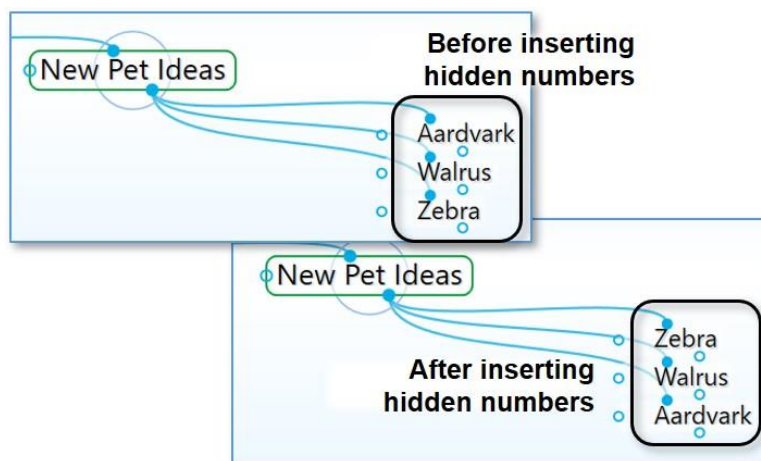 New Pet Ideas
Before inserting
hidden numbers
Aardvark
Walrus
Zebra
New Pet Ideas
After inserting
hidden numbers
Zebra
Walrus
Aardvark